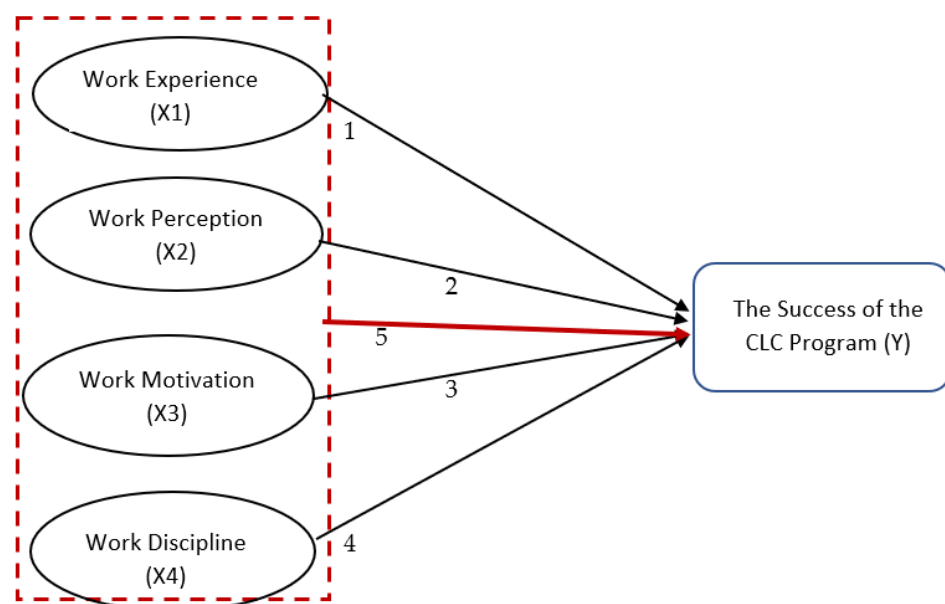 Work Experience
(X1)
1
Work Perception
(X2)
2
The Success of the
CLC Program (Y)
5
Work Motivation
(X3)
3
Work Discipline
(X4)
4